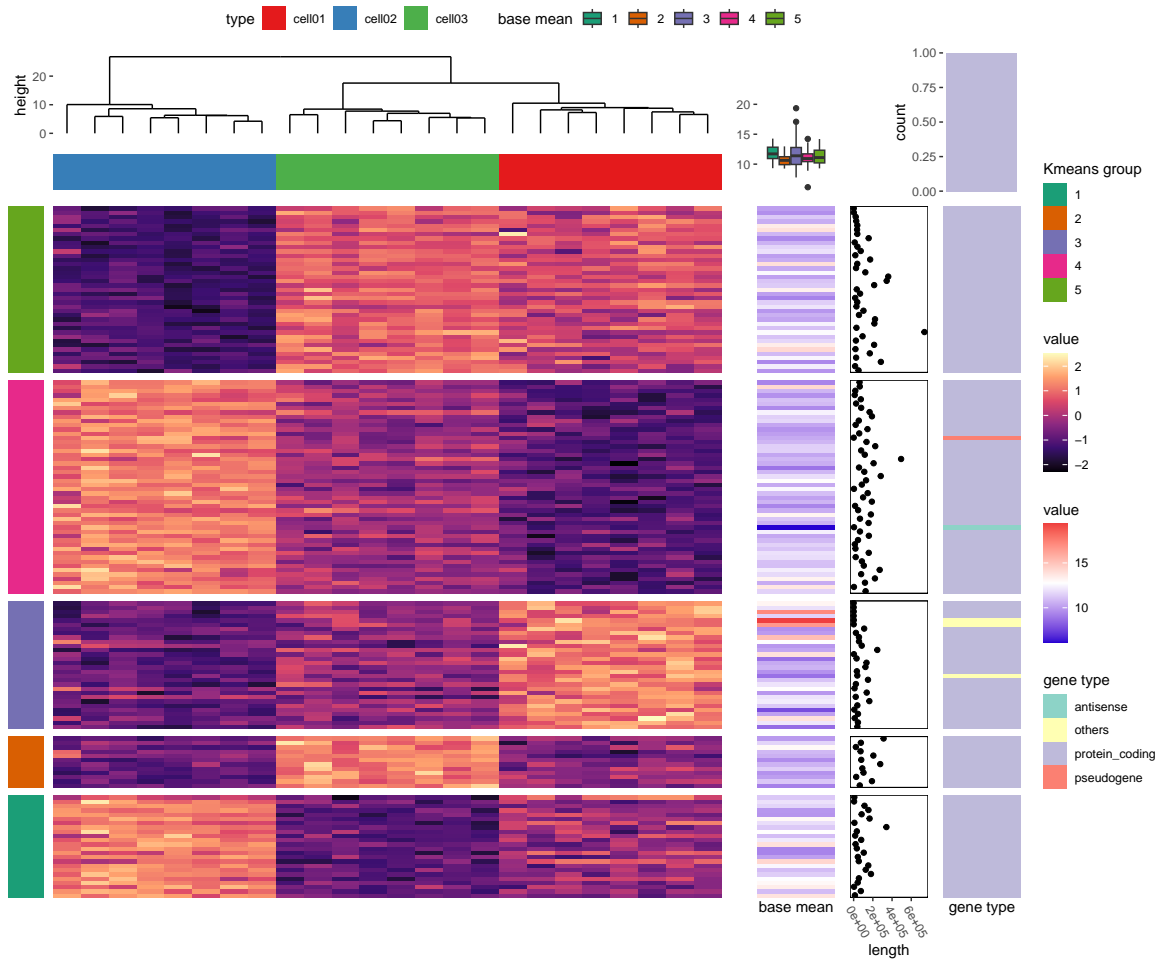 type cell01 cell02 cell03 base mean 1 2 3 4 5
height
20
10
0
20
15
10
count
1.00
0.75
0.50
0.25
0.00
Kmeans group
1
2
3
4
5
value
2
1
0
−1
−2
value
15
10
gene type
antisense
others
protein_coding
pseudogene
base mean
0e+00
2e+05
4e+05
6e+05
length
gene type